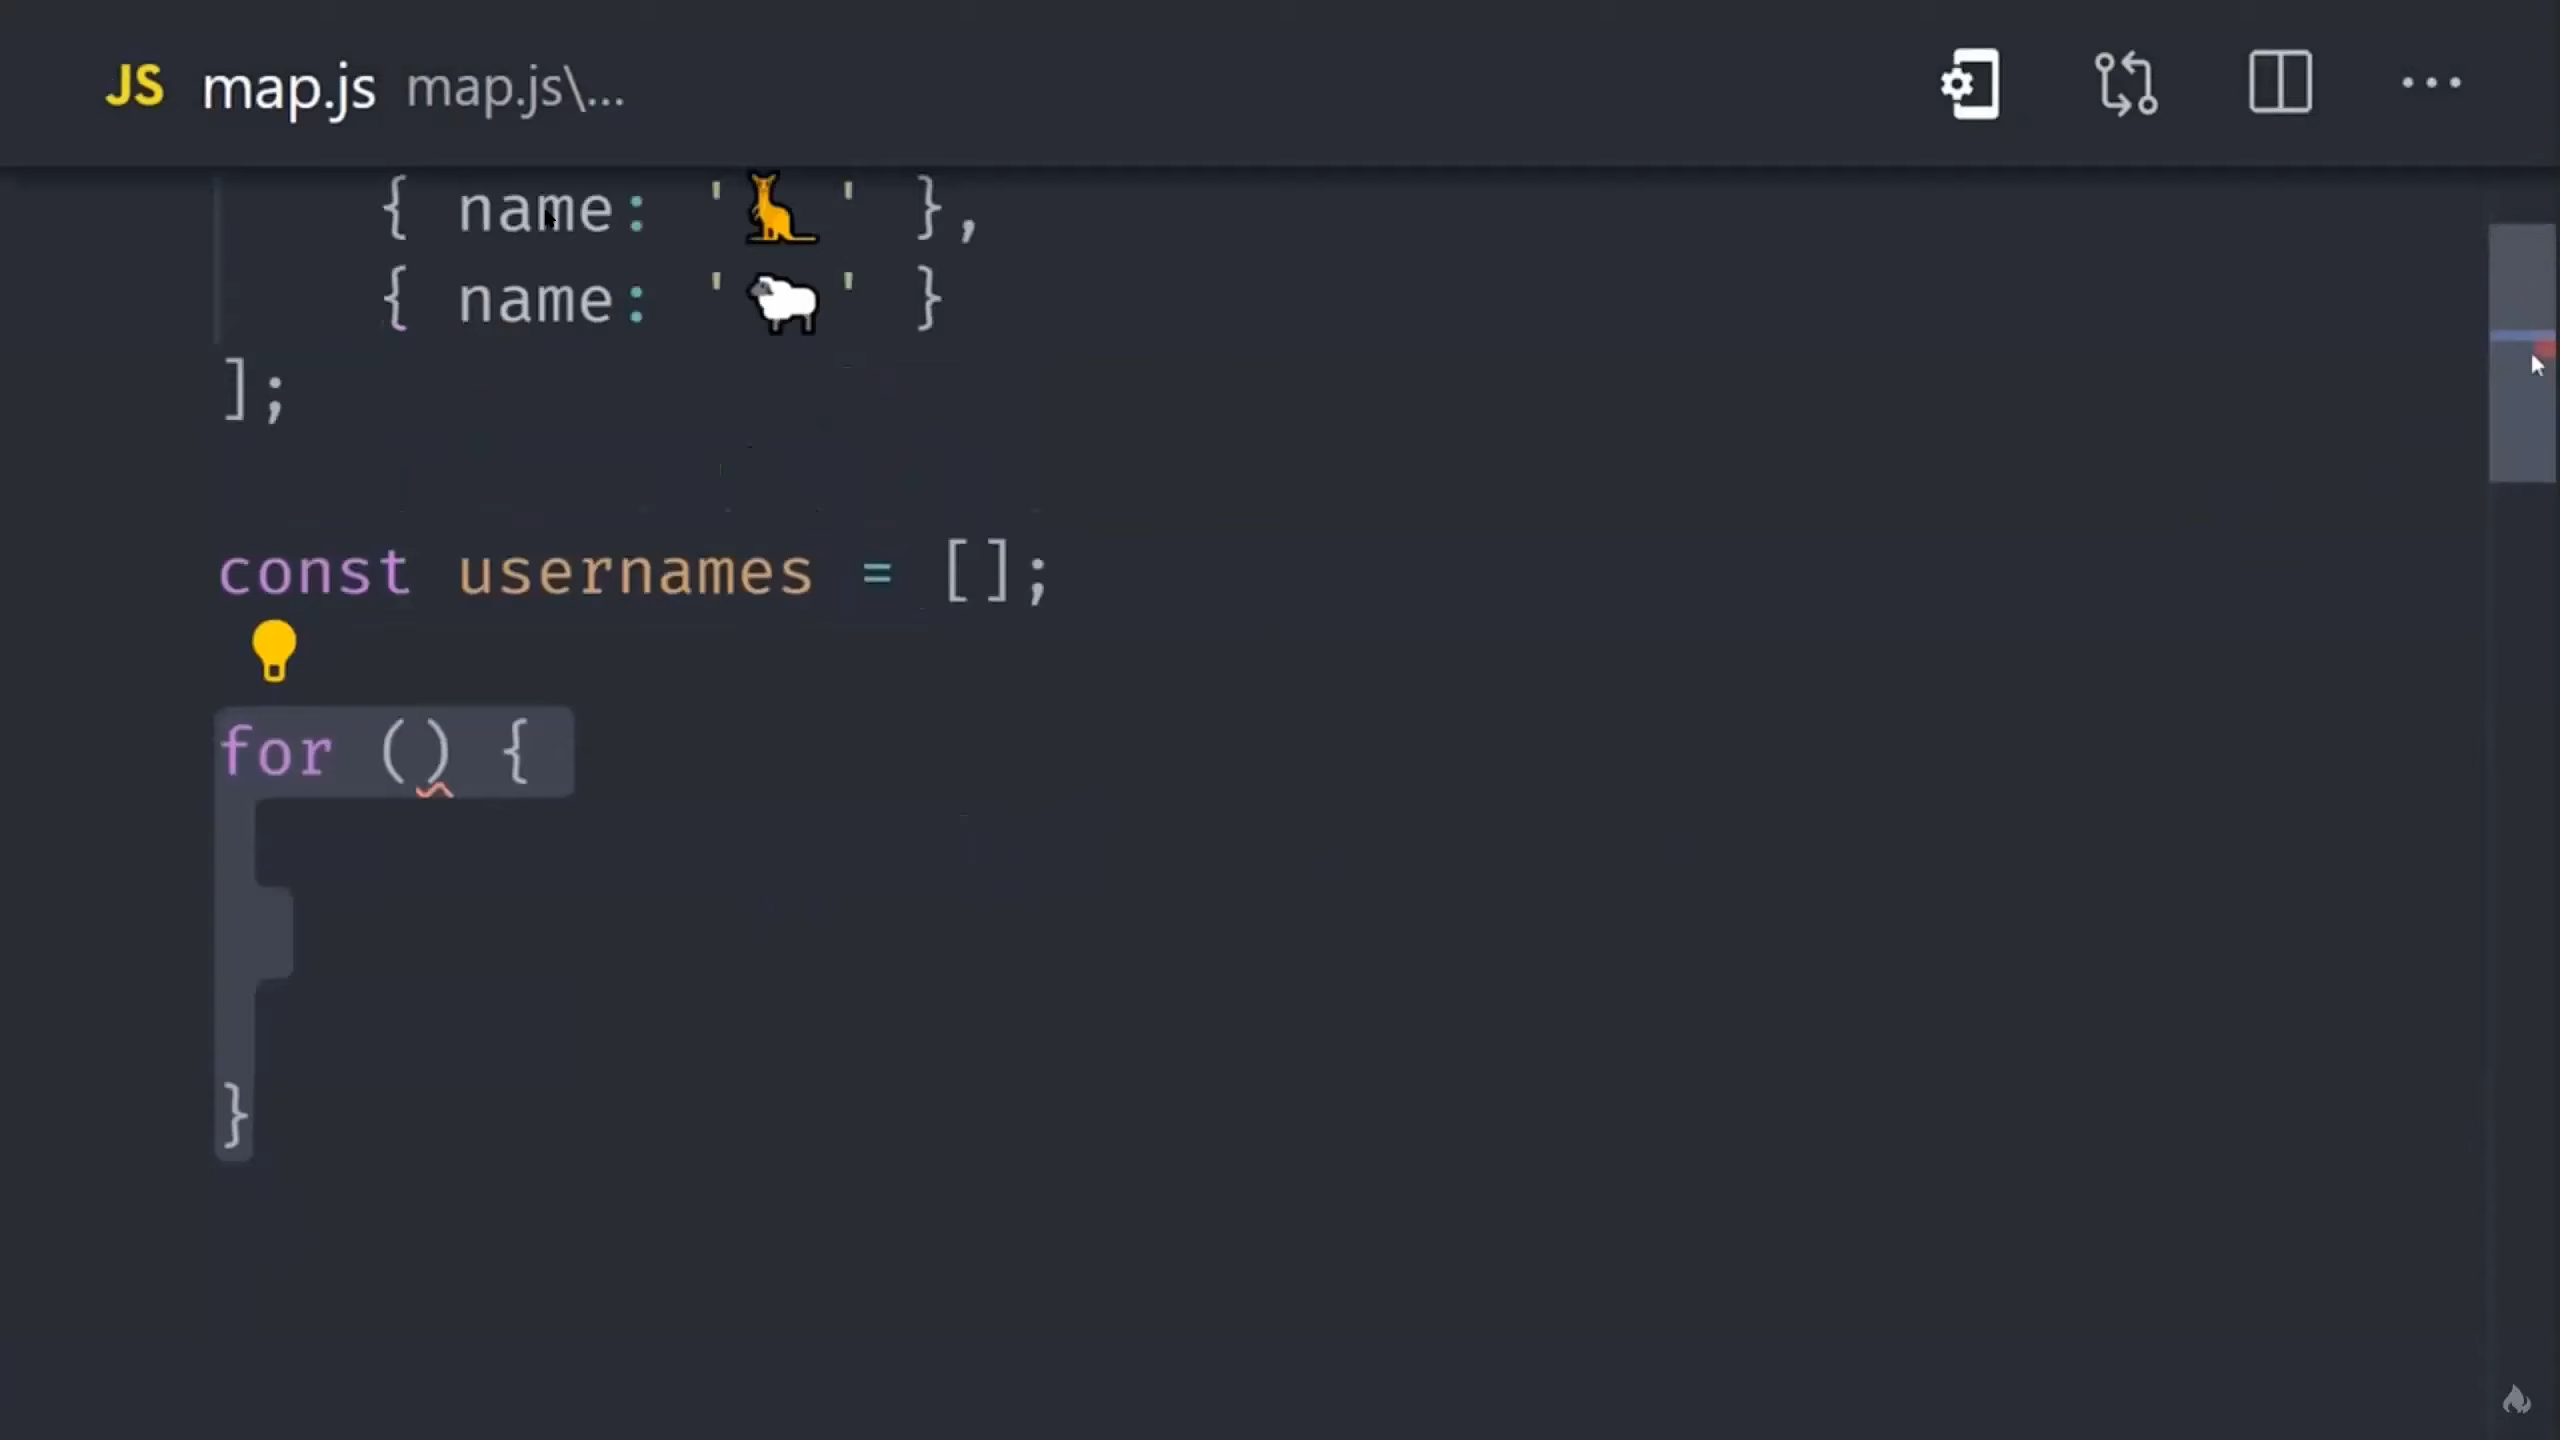 JS map.js map.js\...
{ name: '🦘' },
{ name: '🐑' }
];
const usernames = [];
for () {
}